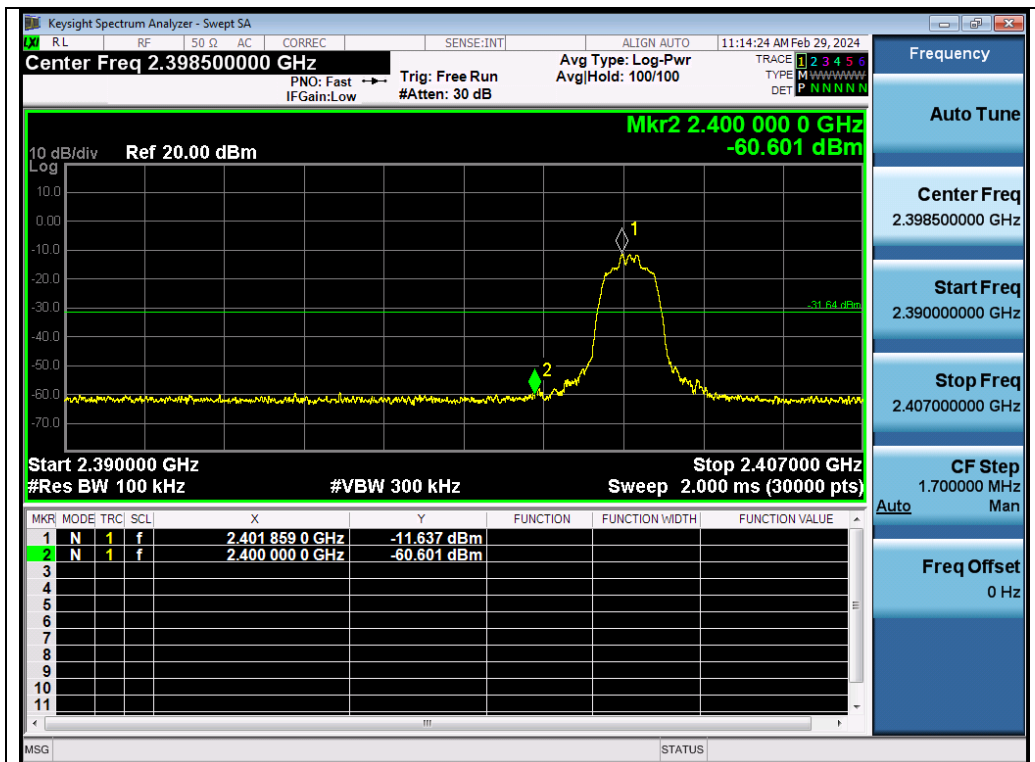 Keysight Spectrum Analyzer - Swept SA
LXI RL RF 50 Ω AC CORREC SENSE:INT ALIGN AUTO 11:14:24 AM Feb 29, 2024
Center Freq 2.398500000 GHz
PNO: Fast
IFGain:Low
Trig: Free Run
#Atten: 30 dB
Avg Type: Log-Pwr
Avg|Hold: 100/100
TRACE 1 2 3 4 5 6
TYPE M WWWWW
DET P N N N N N
Mkr2 2.400 000 0 GHz
-60.601 dBm
10 dB/div Ref 20.00 dBm
Log
10.0
0.00
-10.0
-20.0
-30.0
-40.0
-50.0
-60.0
-70.0
1
2
-31.64 dBm
Start 2.390000 GHz Stop 2.407000 GHz
#Res BW 100 kHz #VBW 300 kHz Sweep 2.000 ms (30000 pts)
MKR MODE TRC SCL X Y FUNCTION FUNCTION WIDTH FUNCTION VALUE
1 N 1 f 2.401 859 0 GHz -11.637 dBm
2 N 1 f 2.400 000 0 GHz -60.601 dBm
3
4
5
6
7
8
9
10
11
MSG STATUS
Frequency
Auto Tune
Center Freq
2.398500000 GHz
Start Freq
2.390000000 GHz
Stop Freq
2.407000000 GHz
CF Step
1.700000 MHz
Auto Man
Freq Offset
0 Hz